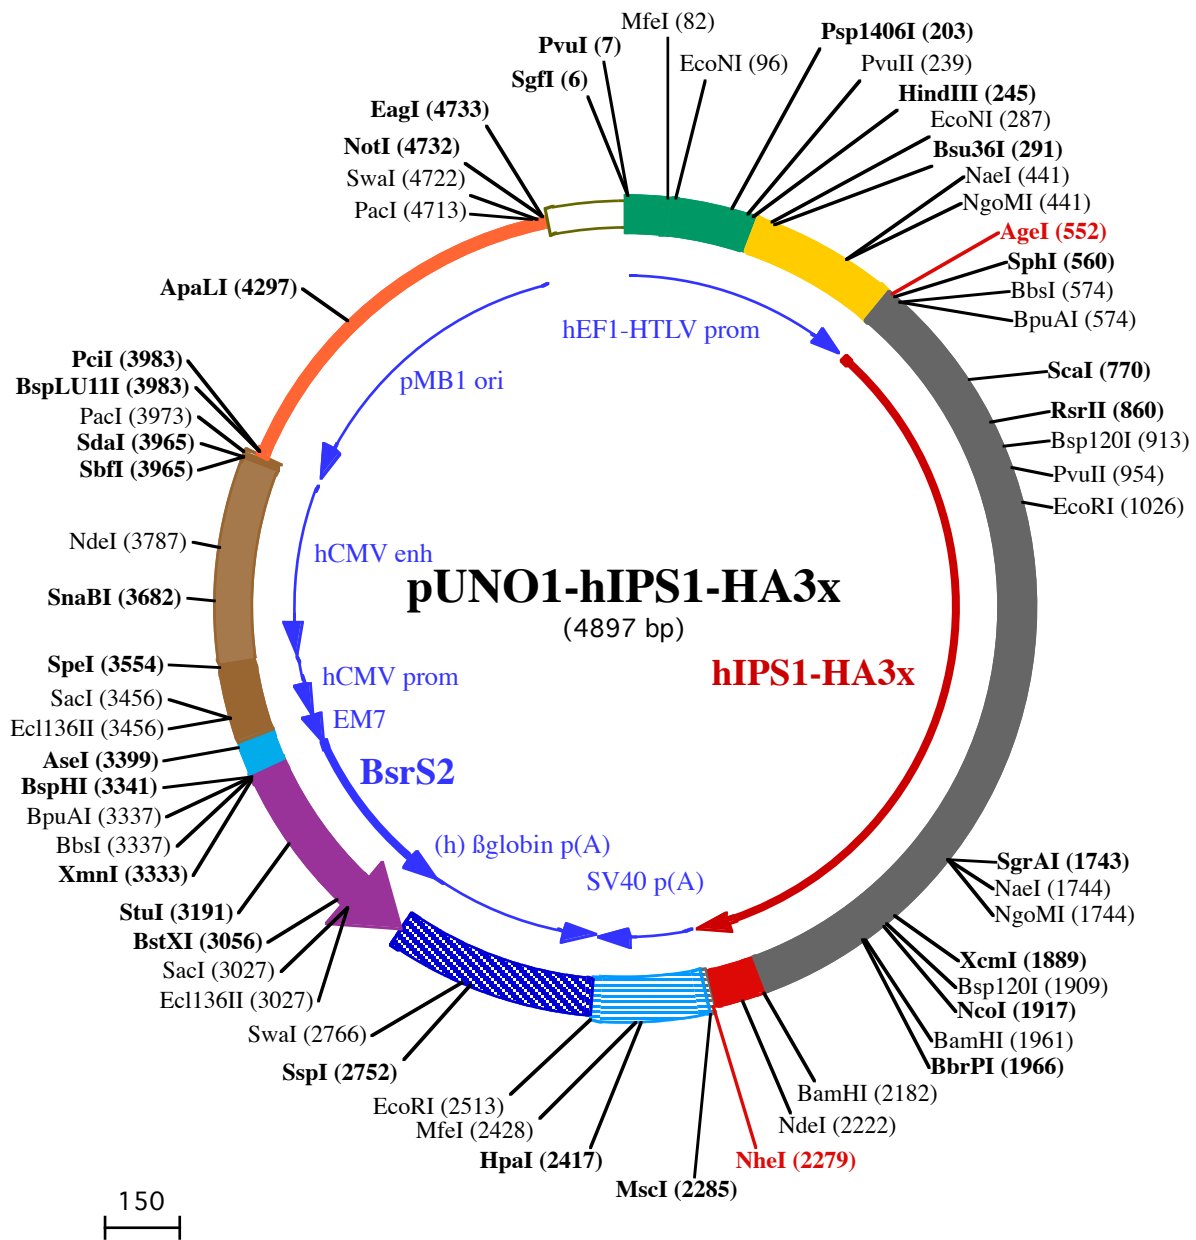 MfeI (82)
Psp1406I (203)
PvuI (7)
EcoNI (96)
PvuII (239)
SgfI (6)
HindIII (245)
EagI (4733)
EcoNI (287)
NotI (4732)
Bsu36I (291)
SwaI (4722)
NaeI (441)
PacI (4713)
NgoMI (441)
AgeI (552)
SphI (560)
ApaLI (4297)
BbsI (574)
BpuAI (574)
hEF1-HTLV prom
PciI (3983)
pMB1 ori
ScaI (770)
BspLU11I (3983)
RsrII (860)
PacI (3973)
SdaI (3965)
Bsp120I (913)
SbfI (3965)
PvuII (954)
EcoRI (1026)
NdeI (3787)
hCMV enh
pUNO1-hIPS1-HA3x
SnaBI (3682)
(4897 bp)
SpeI (3554)
hCMV prom
hIPS1-HA3x
SacI (3456)
EM7
Ecl136II (3456)
AseI (3399)
BsrS2
BspHI (3341)
BpuAI (3337)
BbsI (3337)
(h) ßglobin p(A)
XmnI (3333)
SV40 p(A)
SgrAI (1743)
NaeI (1744)
StuI (3191)
NgoMI (1744)
BstXI (3056)
XcmI (1889)
SacI (3027)
Bsp120I (1909)
Ecl136II (3027)
NcoI (1917)
SwaI (2766)
BamHI (1961)
BbrPI (1966)
SspI (2752)
BamHI (2182)
EcoRI (2513)
NdeI (2222)
MfeI (2428)
HpaI (2417)
NheI (2279)
MscI (2285)
150